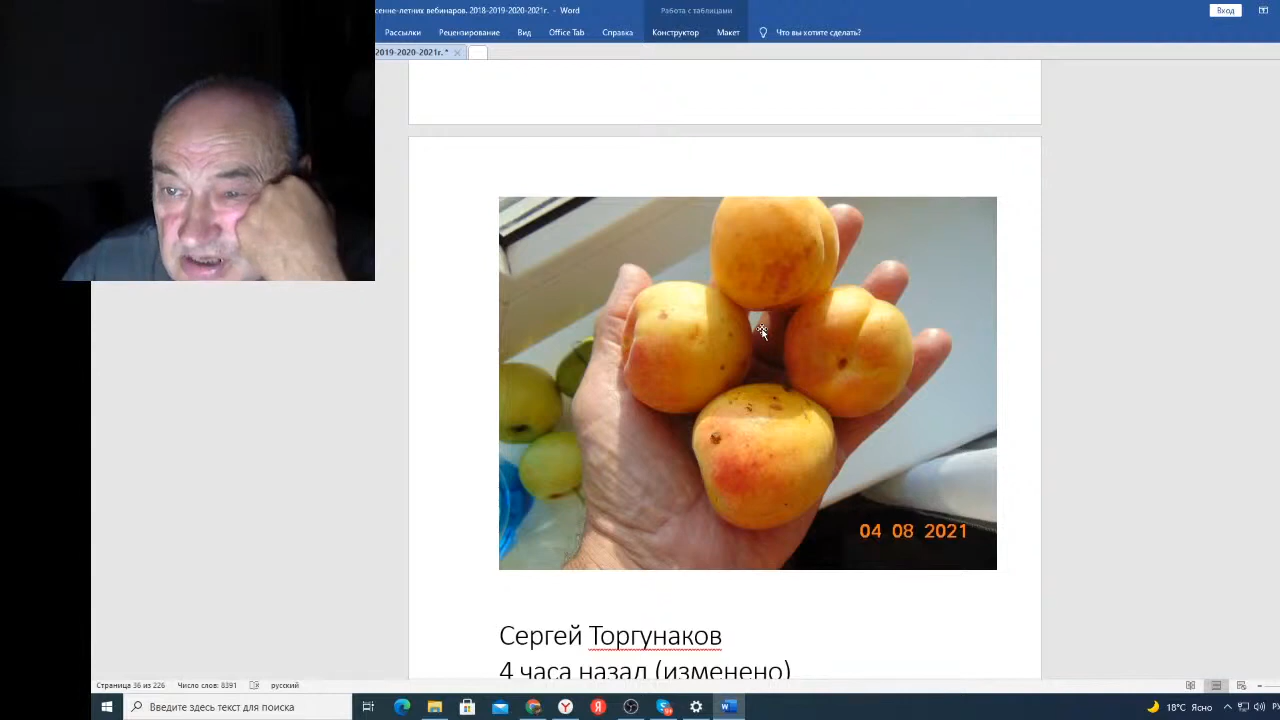 сенне-летних вебинаров. 2018-2019-2020-2021г. - Word
Работа с таблицами
Вход
Рассылки Рецензирование Вид Office Tab Справка Конструктор Макет Что вы хотите сделать?
2019-2020-2021г. *
04 08 2021
Сергей Торгунаков
4 часа назад (изменено)
Страница 36 из 226 Число слов: 8391 русский
Введите здесь текст для поиска
18°C Ясно